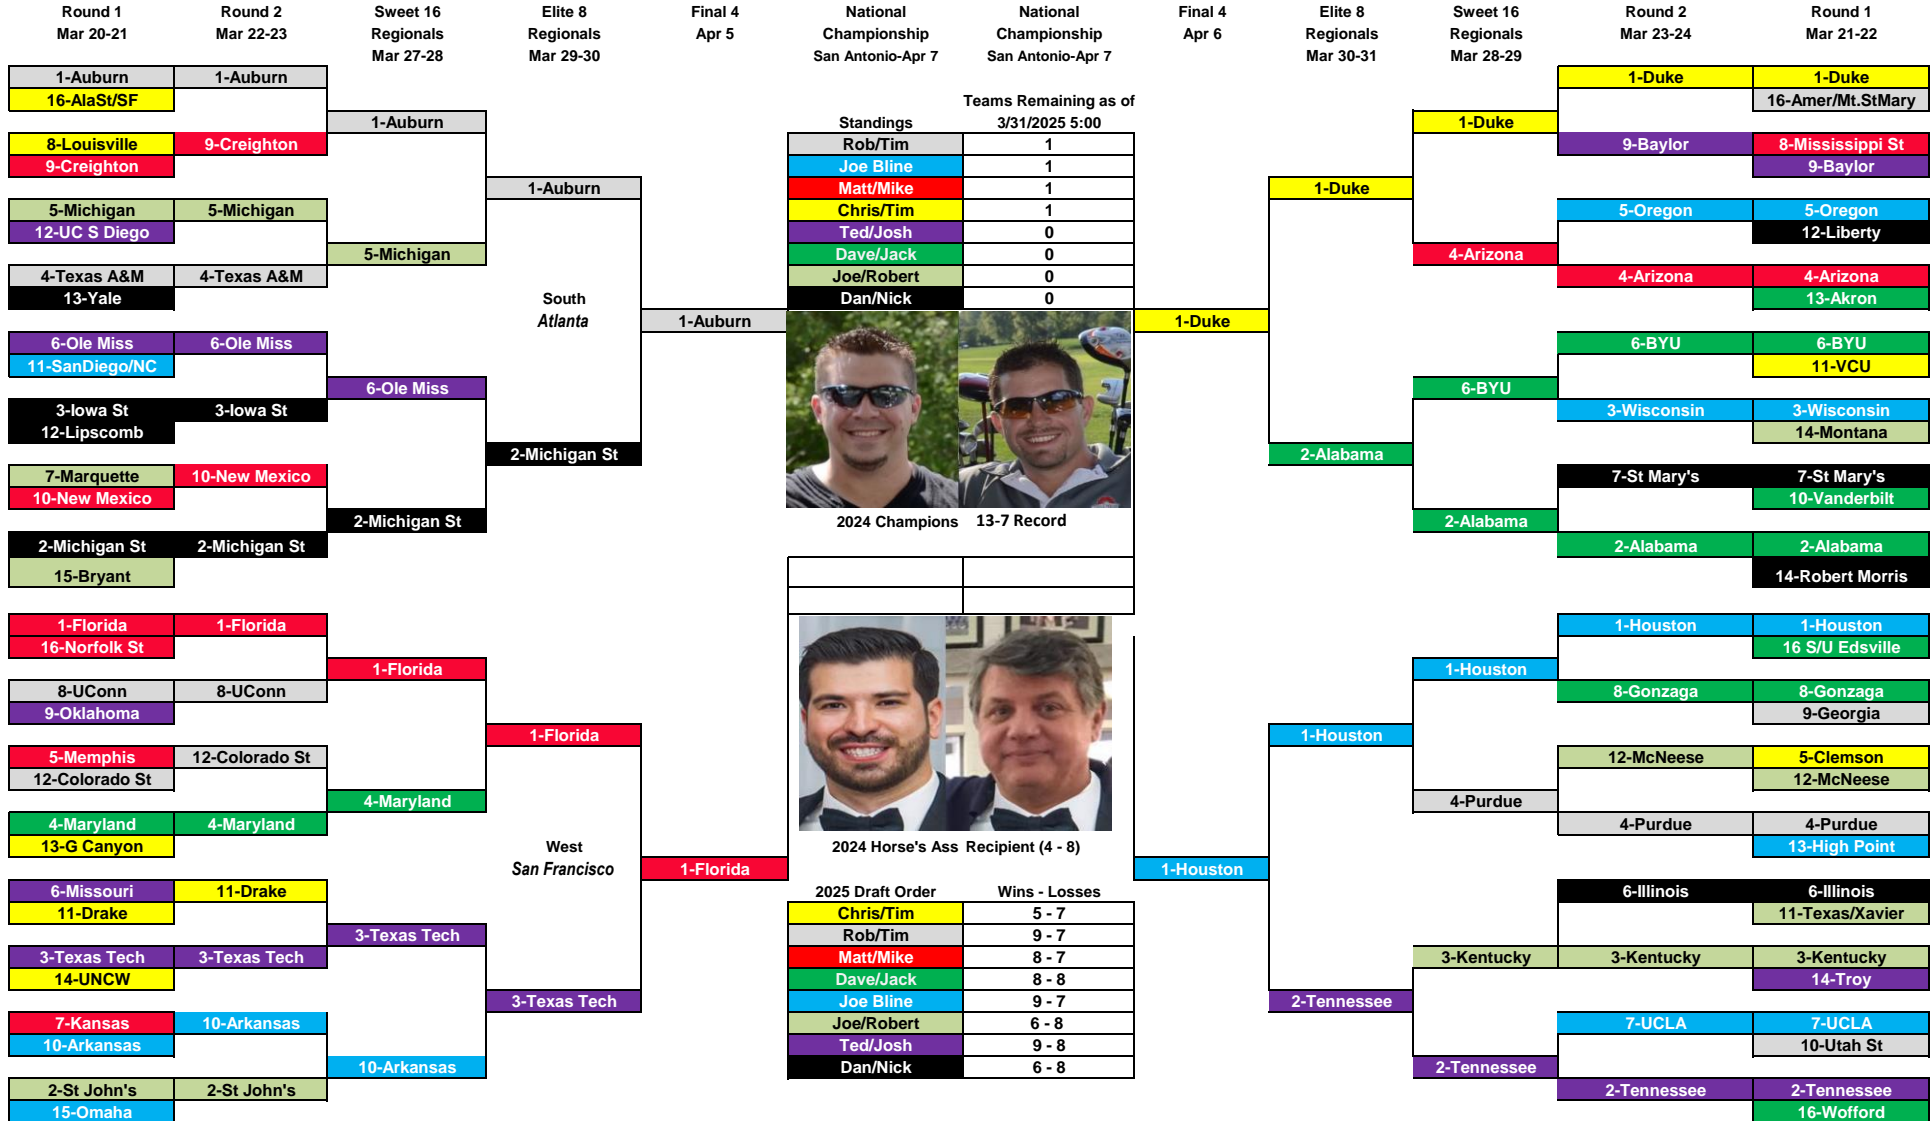 Round 1
Mar 20-21
Round 2
Mar 22-23
Sweet 16
Regionals
Mar 27-28
Elite 8
Regionals
Mar 29-30
Final 4
Apr 5
National
Championship
San Antonio-Apr 7
National
Championship
San Antonio-Apr 7
Final 4
Apr 6
Elite 8
Regionals
Mar 30-31
Sweet 16
Regionals
Mar 28-29
Round 2
Mar 23-24
Round 1
Mar 21-22
1-Auburn
16-AlaSt/SF
8-Louisville
9-Creighton
5-Michigan
12-UC S Diego
4-Texas A&M
13-Yale
6-Ole Miss
11-SanDiego/NC
3-Iowa St
12-Lipscomb
7-Marquette
10-New Mexico
2-Michigan St
15-Bryant
1-Florida
16-Norfolk St
8-UConn
9-Oklahoma
5-Memphis
12-Colorado St
4-Maryland
13-G Canyon
6-Missouri
11-Drake
3-Texas Tech
14-UNCW
7-Kansas
10-Arkansas
2-St John's
15-Omaha
1-Auburn
9-Creighton
5-Michigan
4-Texas A&M
6-Ole Miss
3-Iowa St
10-New Mexico
2-Michigan St
1-Florida
8-UConn
12-Colorado St
4-Maryland
11-Drake
3-Texas Tech
10-Arkansas
2-St John's
1-Auburn
5-Michigan
6-Ole Miss
2-Michigan St
1-Florida
4-Maryland
3-Texas Tech
10-Arkansas
1-Auburn
South
Atlanta
2-Michigan St
1-Florida
West
San Francisco
3-Texas Tech
1-Auburn
1-Florida
Teams Remaining as of
Standings 3/31/2025 5:00
Rob/Tim 1
Joe Bline 1
Matt/Mike 1
Chris/Tim 1
Ted/Josh 0
Dave/Jack 0
Joe/Robert 0
Dan/Nick 0
2024 Champions 13-7 Record
2024 Horse's Ass Recipient (4 - 8)
2025 Draft Order Wins - Losses
Chris/Tim 5 - 7
Rob/Tim 9 - 7
Matt/Mike 8 - 7
Dave/Jack 8 - 8
Joe Bline 9 - 7
Joe/Robert 6 - 8
Ted/Josh 9 - 8
Dan/Nick 6 - 8
1-Duke
1-Houston
1-Duke
2-Alabama
1-Houston
2-Tennessee
1-Duke
4-Arizona
6-BYU
2-Alabama
1-Houston
4-Purdue
3-Kentucky
2-Tennessee
1-Duke
9-Baylor
5-Oregon
4-Arizona
6-BYU
3-Wisconsin
7-St Mary's
2-Alabama
1-Houston
8-Gonzaga
12-McNeese
4-Purdue
6-Illinois
3-Kentucky
7-UCLA
2-Tennessee
1-Duke
16-Amer/Mt.StMary
8-Mississippi St
9-Baylor
5-Oregon
12-Liberty
4-Arizona
13-Akron
6-BYU
11-VCU
3-Wisconsin
14-Montana
7-St Mary's
10-Vanderbilt
2-Alabama
14-Robert Morris
1-Houston
16 S/U Edsville
8-Gonzaga
9-Georgia
5-Clemson
12-McNeese
4-Purdue
13-High Point
6-Illinois
11-Texas/Xavier
3-Kentucky
14-Troy
7-UCLA
10-Utah St
2-Tennessee
16-Wofford